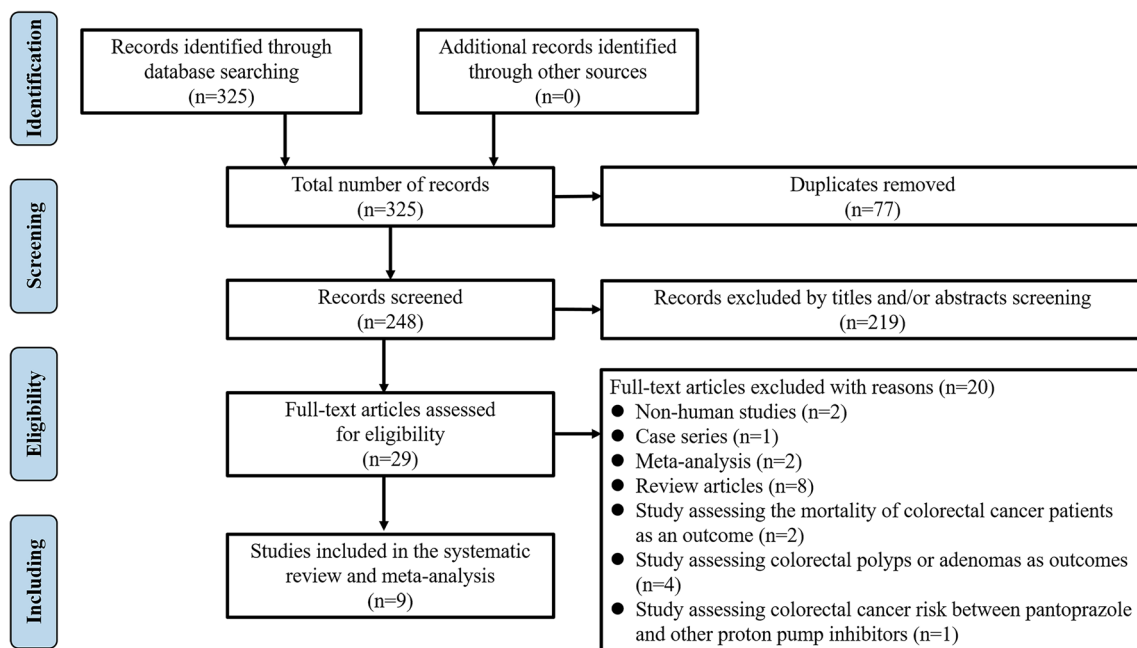 Identification
Records identified through
database searching
(n=325)
Additional records identified
through other sources
(n=0)
Screening
Total number of records
(n=325)
Duplicates removed
(n=77)
Records screened
(n=248)
Records excluded by titles and/or abstracts screening
(n=219)
Eligibility
Full-text articles assessed
for eligibility
(n=29)
Full-text articles excluded with reasons (n=20)
● Non-human studies (n=2)
● Case series (n=1)
● Meta-analysis (n=2)
● Review articles (n=8)
● Study assessing the mortality of colorectal cancer patients
as an outcome (n=2)
● Study assessing colorectal polyps or adenomas as outcomes
(n=4)
● Study assessing colorectal cancer risk between pantoprazole
and other proton pump inhibitors (n=1)
Including
Studies included in the systematic
review and meta-analysis
(n=9)